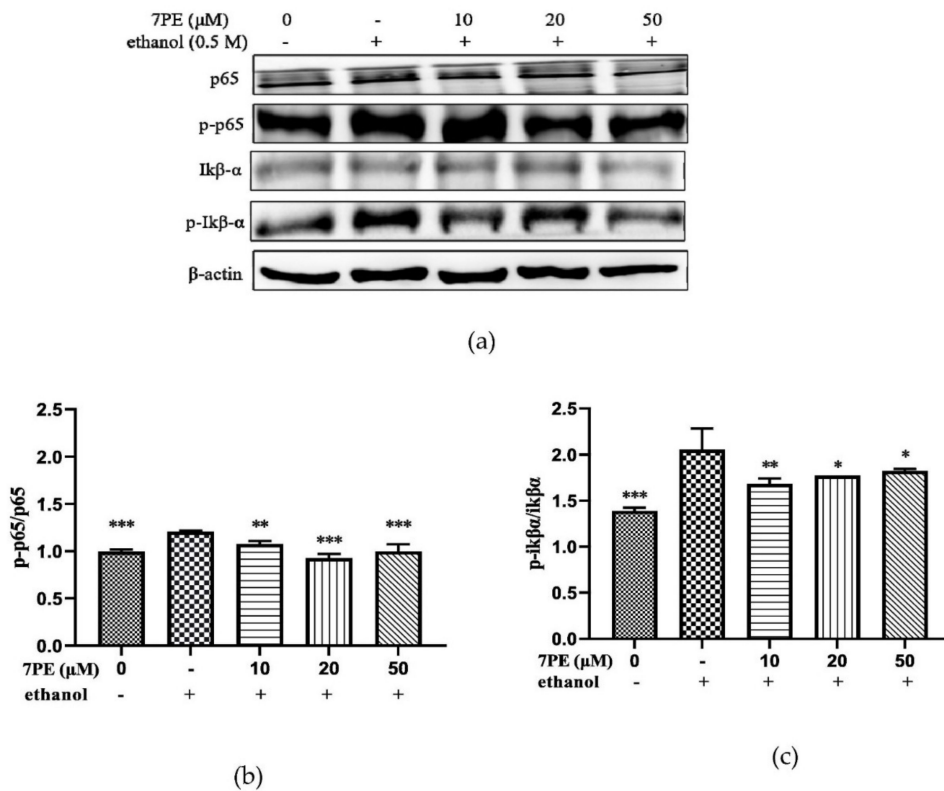 7PE (μM) 0 - 10 20 50
ethanol (0.5 M) - + + + +
p65
p-p65
Ikβ-α
p-Ikβ-α
β-actin
(a)
2.5
2.0
1.5
1.0
0.5
0.0
p-p65/p65
*** ** *** ***
7PE (μM) 0 - 10 20 50
ethanol - + + + +
(b)
2.5
2.0
1.5
1.0
0.5
0.0
p-ikβα/ikβα
*** ** * *
7PE (μM) 0 - 10 20 50
ethanol - + + + +
(c)